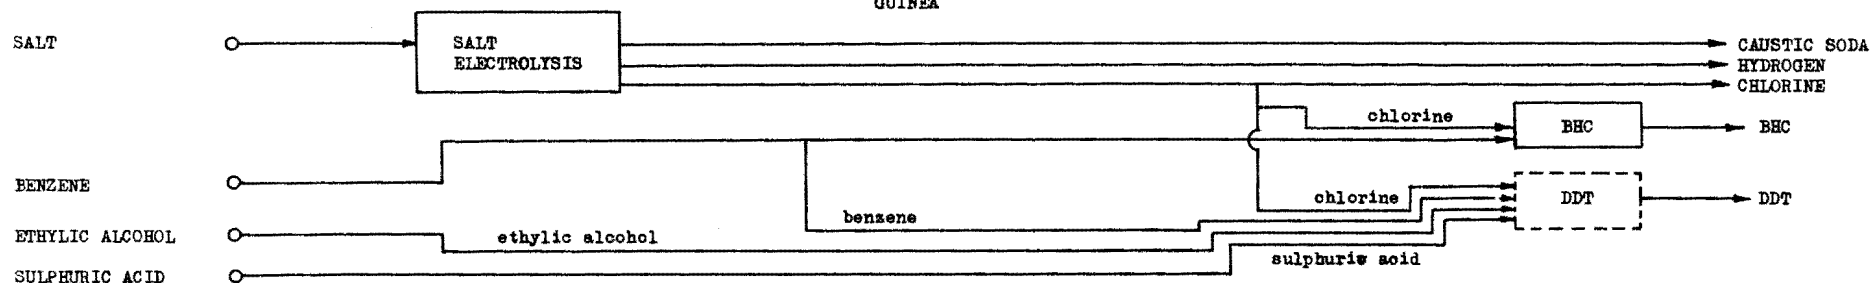 GUINEA
SALT
SALT
ELECTROLYSIS
CAUSTIC SODA
HYDROGEN
CHLORINE
chlorine
BHC
BHC
BENZENE
chlorine
DDT
DDT
benzene
ETHYLIC ALCOHOL
ethylic alcohol
sulphuric acid
SULPHURIC ACID